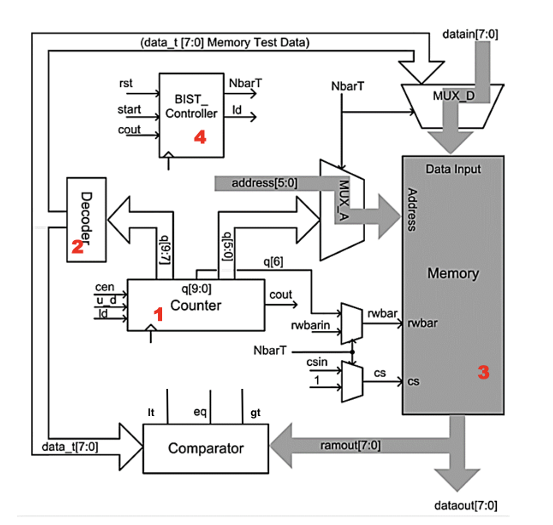 datain[7:0]
(data_t [7:0] Memory Test Data)
rst
start
cout
BIST_
Controller
4
NbarT
ld
NbarT
MUX_D
Data Input
Address
Memory
3
address[5:0]
MUX_A
Decoder
2
q[9:7]
q[5:0]
q[6]
cen
u_d
ld
q[9:0]
Counter
1
cout
rwbarin
rwbar
rwbar
NbarT
csin
1
cs
cs
lt
eq
gt
data_t[7:0]
Comparator
ramout[7:0]
dataout[7:0]